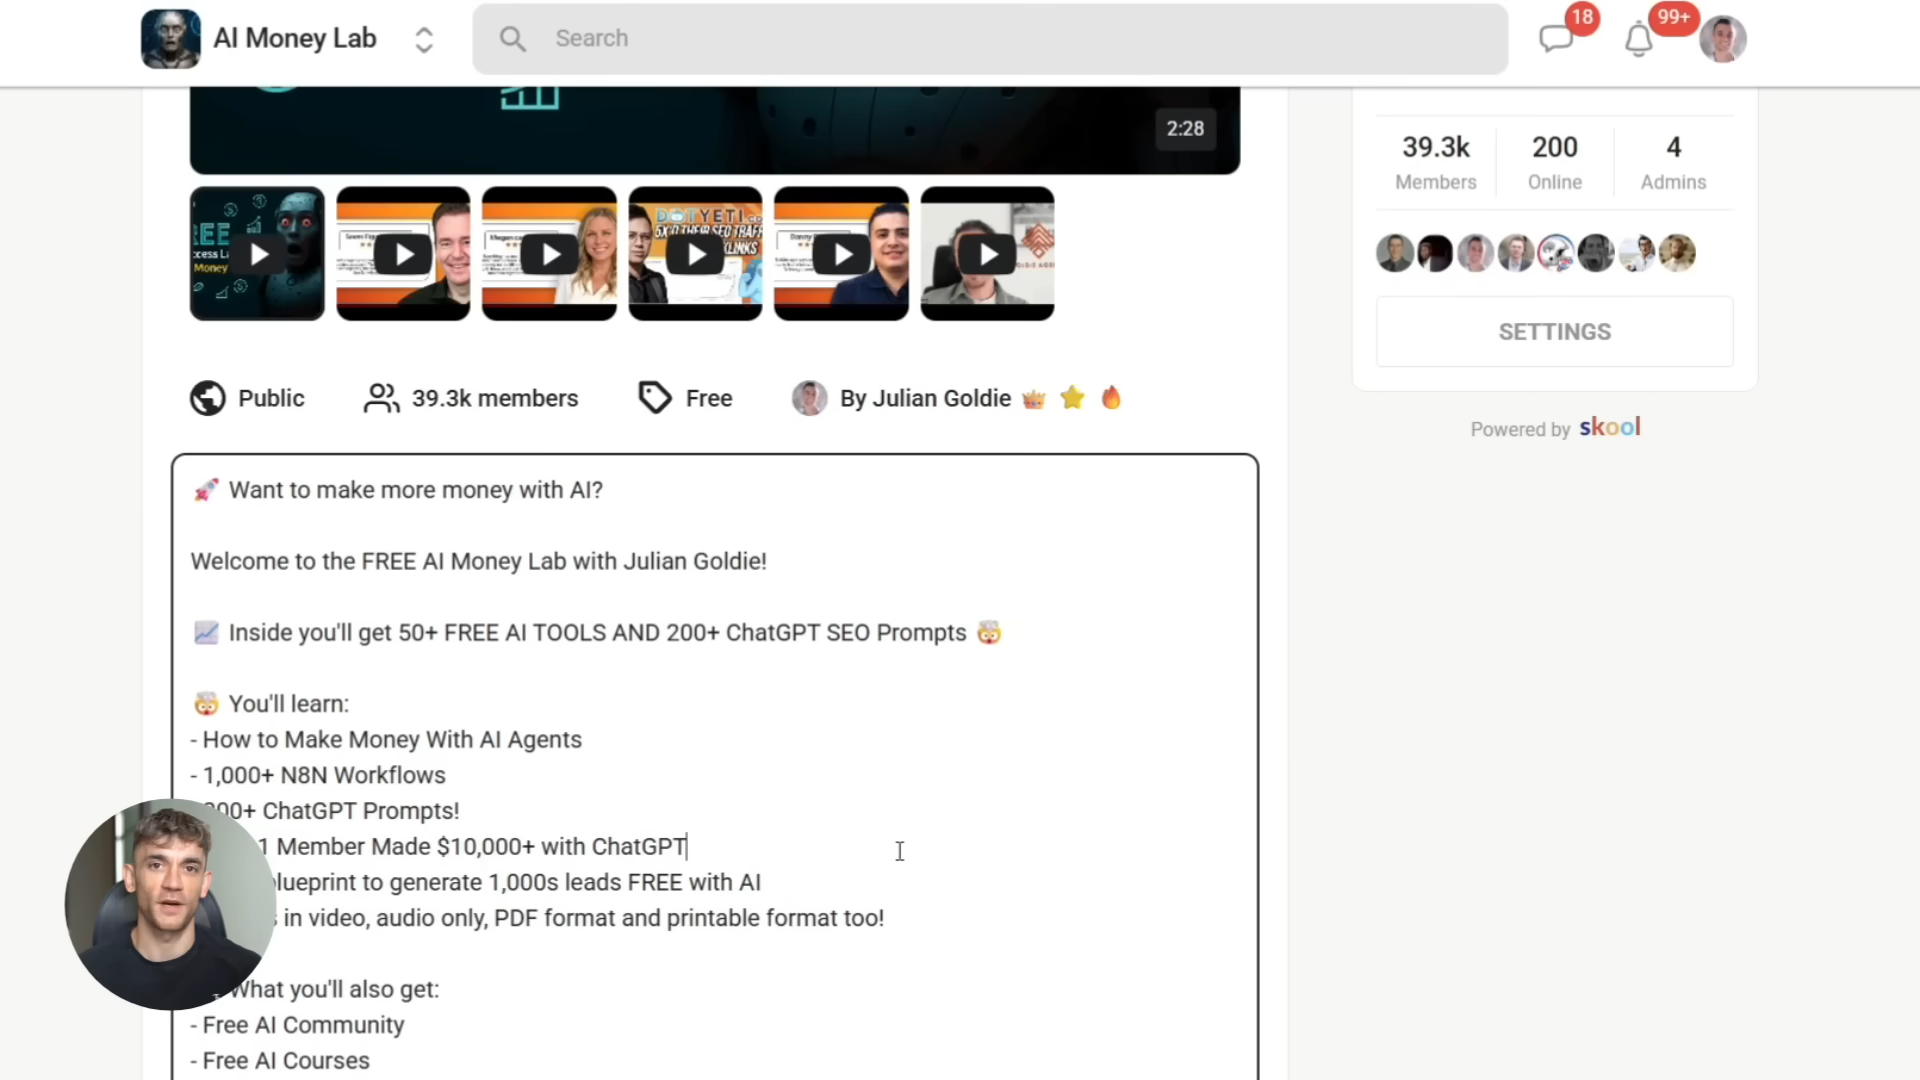 AI Money Lab
Search
18
99+
2:28
39.3k
Members
200
Online
4
Admins
SETTINGS
Powered by skool
Public
39.3k members
Free
By Julian Goldie
🚀 Want to make more money with AI?
Welcome to the FREE AI Money Lab with Julian Goldie!
📈 Inside you'll get 50+ FREE AI TOOLS AND 200+ ChatGPT SEO Prompts 🤯
🤯 You'll learn:
- How to Make Money With AI Agents
- 1,000+ N8N Workflows
00+ ChatGPT Prompts!
1 Member Made $10,000+ with ChatGPT
lueprint to generate 1,000s leads FREE with AI
in video, audio only, PDF format and printable format too!
What you'll also get:
- Free AI Community
- Free AI Courses